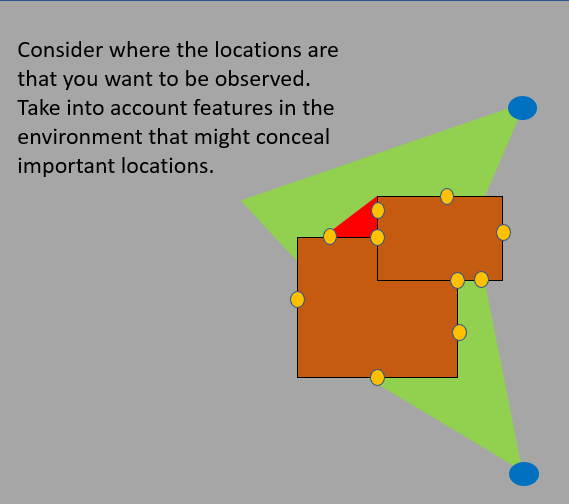 Consider where the locations are
that you want to be observed.
Take into account features in the
environment that might conceal
important locations.